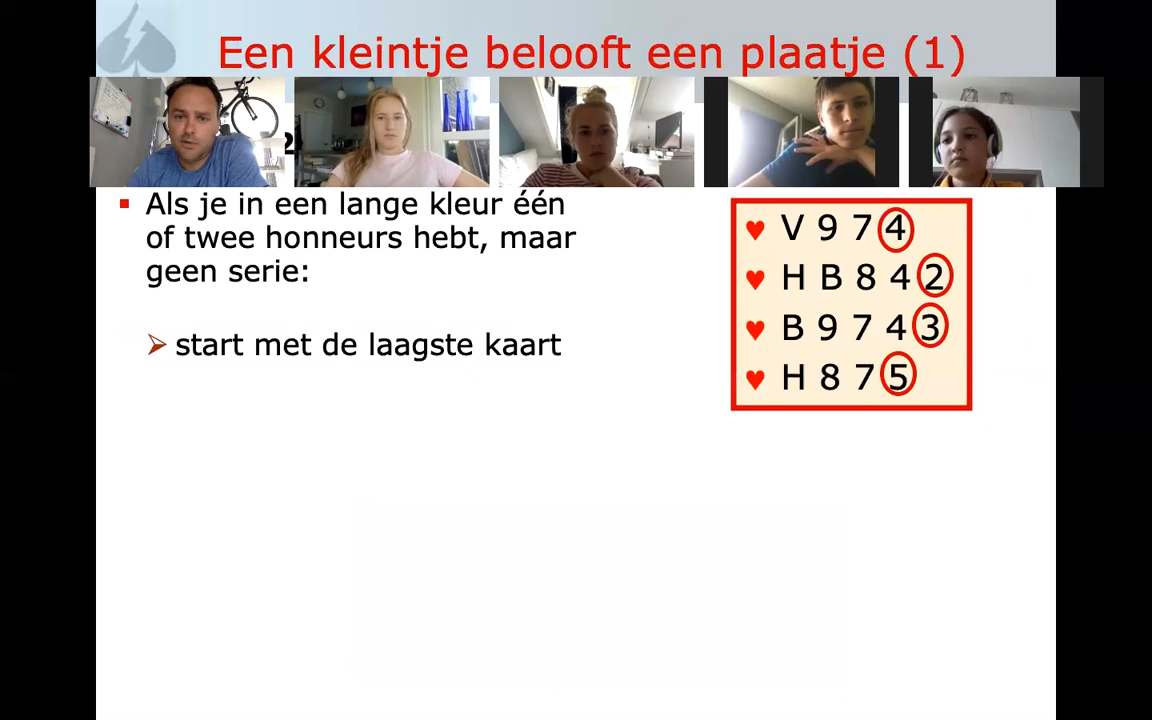 Een kleintje belooft een plaatje (1)
2
Als je in een lange kleur één
of twee honneurs hebt, maar
geen serie:
start met de laagste kaart
♥ V 9 7 4
♥ H B 8 4 2
♥ B 9 7 4 3
♥ H 8 7 5